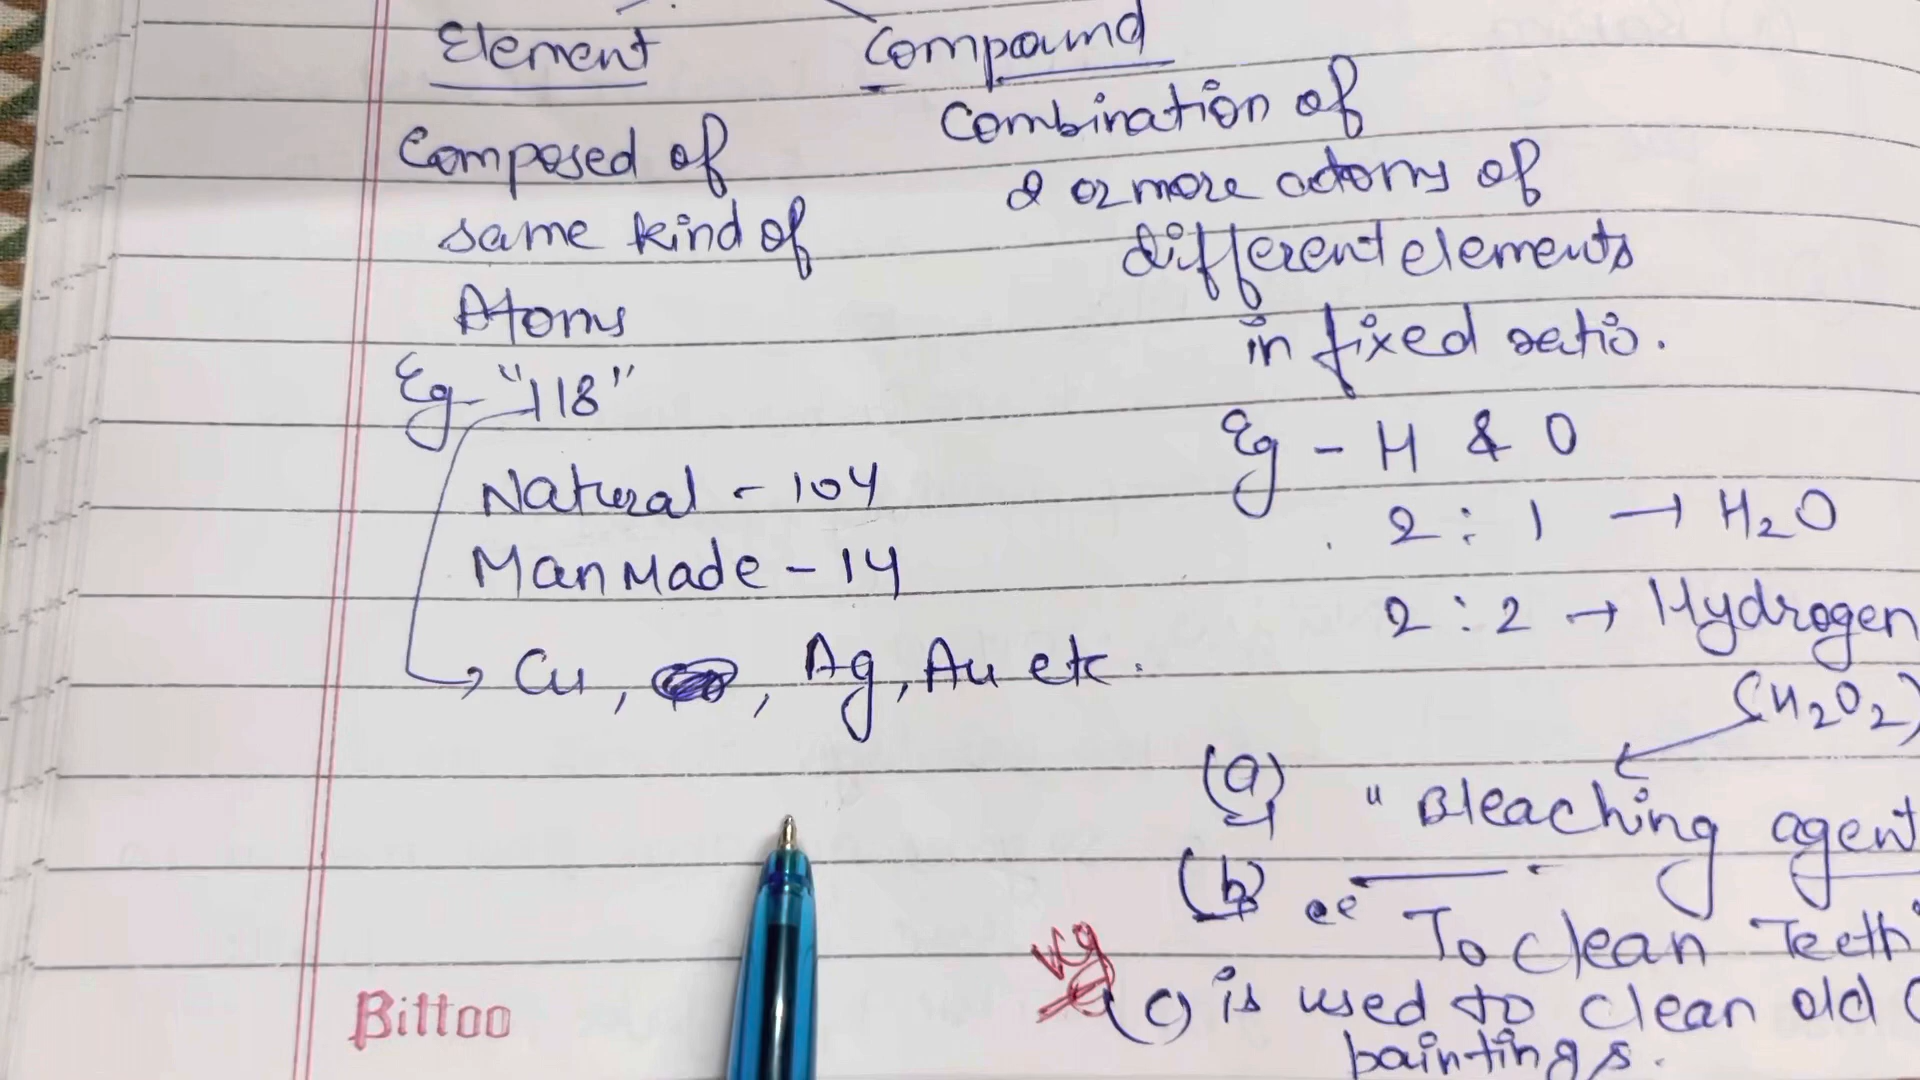 Element
Composed of
same kind of
Atoms
Eg - "118"
Natural - 104
Man Made - 14
Cu, , Ag, Au etc.
Compound
Combination of
2 or more atoms of
different elements
in fixed ratio.
Eg - H & O
2 : 1 → H₂O
2 : 2 → Hydrogen
(H₂O₂)
(a) " Bleaching agent
(b) To clean Teeth
(c) is used to clean old
paintings.
Bittoo